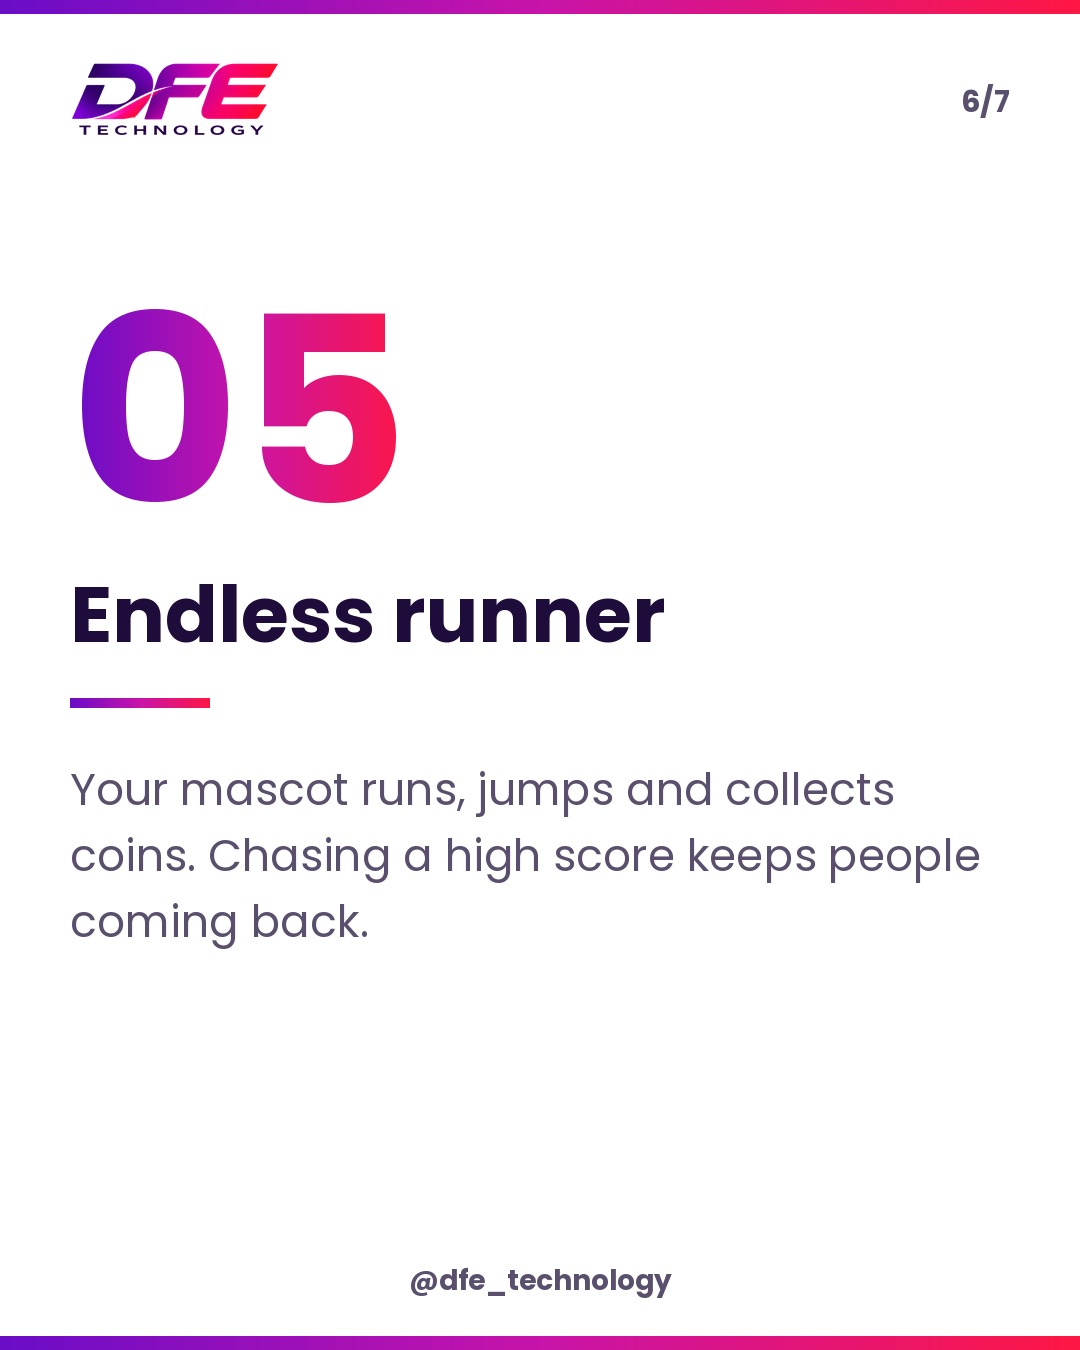 DFE
TECHNOLOGY
6/7
05
Endless runner
Your mascot runs, jumps and collects
coins. Chasing a high score keeps people
coming back.
@dfe_technology